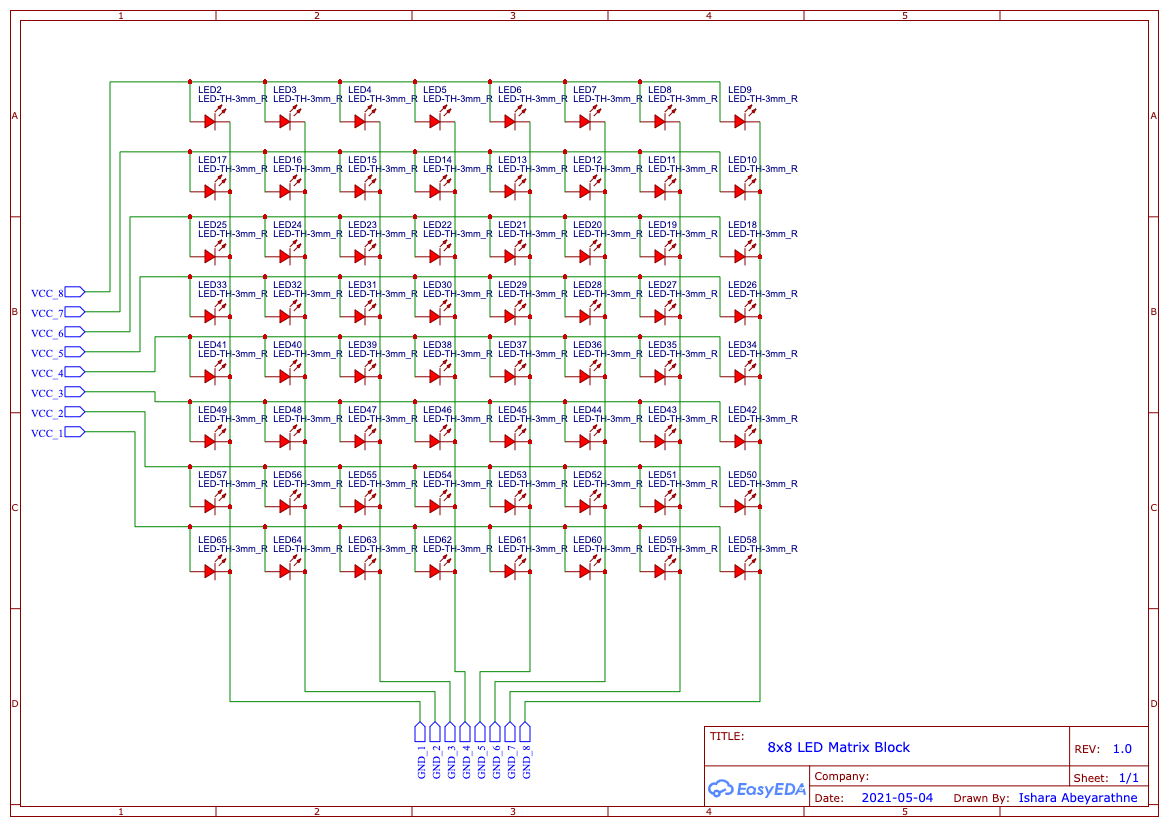 1 2 3 4 5
A A
LED2 LED3 LED4 LED5 LED6 LED7 LED8 LED9
LED-TH-3mm_R LED-TH-3mm_R LED-TH-3mm_R LED-TH-3mm_R LED-TH-3mm_R LED-TH-3mm_R LED-TH-3mm_R LED-TH-3mm_R
LED17 LED16 LED15 LED14 LED13 LED12 LED11 LED10
LED-TH-3mm_R LED-TH-3mm_R LED-TH-3mm_R LED-TH-3mm_R LED-TH-3mm_R LED-TH-3mm_R LED-TH-3mm_R LED-TH-3mm_R
LED25 LED24 LED23 LED22 LED21 LED20 LED19 LED18
LED-TH-3mm_R LED-TH-3mm_R LED-TH-3mm_R LED-TH-3mm_R LED-TH-3mm_R LED-TH-3mm_R LED-TH-3mm_R LED-TH-3mm_R
LED33 LED32 LED31 LED30 LED29 LED28 LED27 LED26
LED-TH-3mm_R LED-TH-3mm_R LED-TH-3mm_R LED-TH-3mm_R LED-TH-3mm_R LED-TH-3mm_R LED-TH-3mm_R LED-TH-3mm_R
VCC_8
VCC_7
B B
VCC_6
VCC_5
VCC_4
VCC_3
VCC_2
VCC_1
LED41 LED40 LED39 LED38 LED37 LED36 LED35 LED34
LED-TH-3mm_R LED-TH-3mm_R LED-TH-3mm_R LED-TH-3mm_R LED-TH-3mm_R LED-TH-3mm_R LED-TH-3mm_R LED-TH-3mm_R
LED49 LED48 LED47 LED46 LED45 LED44 LED43 LED42
LED-TH-3mm_R LED-TH-3mm_R LED-TH-3mm_R LED-TH-3mm_R LED-TH-3mm_R LED-TH-3mm_R LED-TH-3mm_R LED-TH-3mm_R
LED57 LED56 LED55 LED54 LED53 LED52 LED51 LED50
LED-TH-3mm_R LED-TH-3mm_R LED-TH-3mm_R LED-TH-3mm_R LED-TH-3mm_R LED-TH-3mm_R LED-TH-3mm_R LED-TH-3mm_R
C C
LED65 LED64 LED63 LED62 LED61 LED60 LED59 LED58
LED-TH-3mm_R LED-TH-3mm_R LED-TH-3mm_R LED-TH-3mm_R LED-TH-3mm_R LED-TH-3mm_R LED-TH-3mm_R LED-TH-3mm_R
D D
GND_1
GND_2
GND_3
GND_4
GND_5
GND_6
GND_7
GND_8
TITLE:
8x8 LED Matrix Block
REV: 1.0
EasyEDA
Company:
Sheet: 1/1
Date: 2021-05-04 Drawn By: Ishara Abeyarathne
1 2 3 4 5